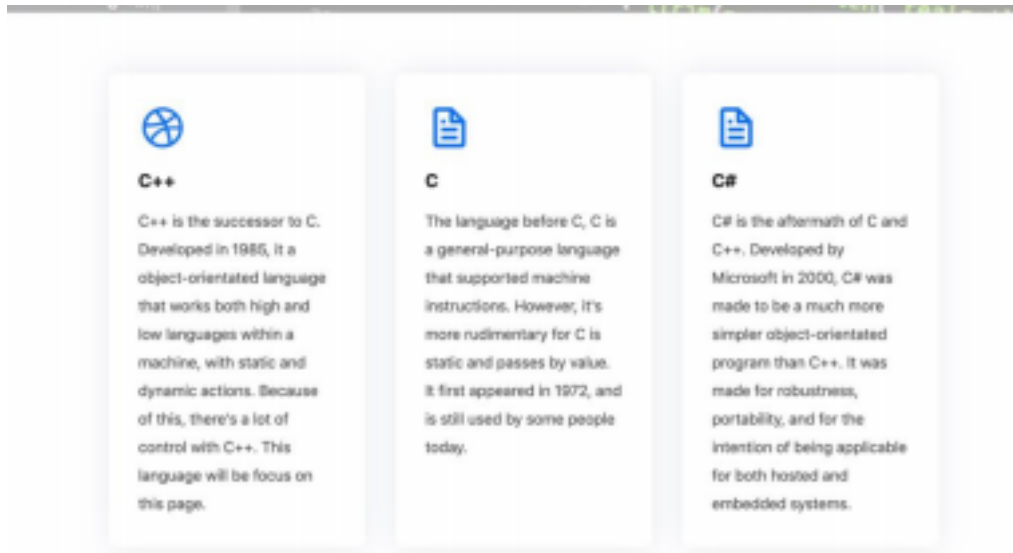 C++
C++ is the successor to C.
Developed in 1985, it a
object-orientated language
that works both high and
low languages within a
machine, with static and
dynamic actions. Because
of this, there's a lot of
control with C++. This
language will be focus on
this page.
C
The language before C, C is
a general-purpose language
that supported machine
instructions. However, it's
more rudimentary for C is
static and passes by value.
It first appeared in 1972, and
is still used by some people
today.
C#
C# is the aftermath of C and
C++. Developed by
Microsoft in 2000, C# was
made to be a much more
simpler object-orientated
program than C++. It was
made for robustness,
portability, and for the
intention of being applicable
for both hosted and
embedded systems.